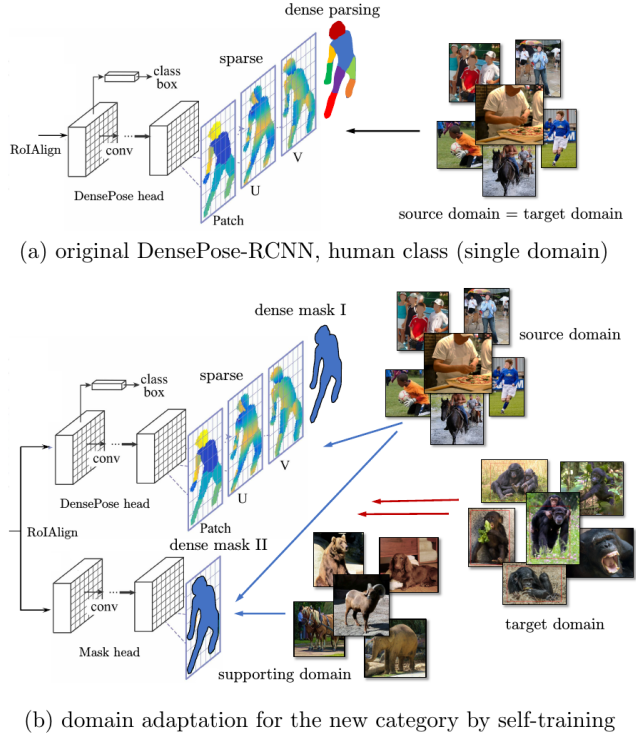 dense parsing
class
box
sparse
RoIAlign
conv
V
U
DensePose head
Patch
source domain = target domain
(a) original DensePose-RCNN, human class (single domain)
dense mask I
source domain
class
box
sparse
conv
V
U
DensePose head
Patch
RoIAlign
dense mask II
conv
Mask head
supporting domain
target domain
(b) domain adaptation for the new category by self-training